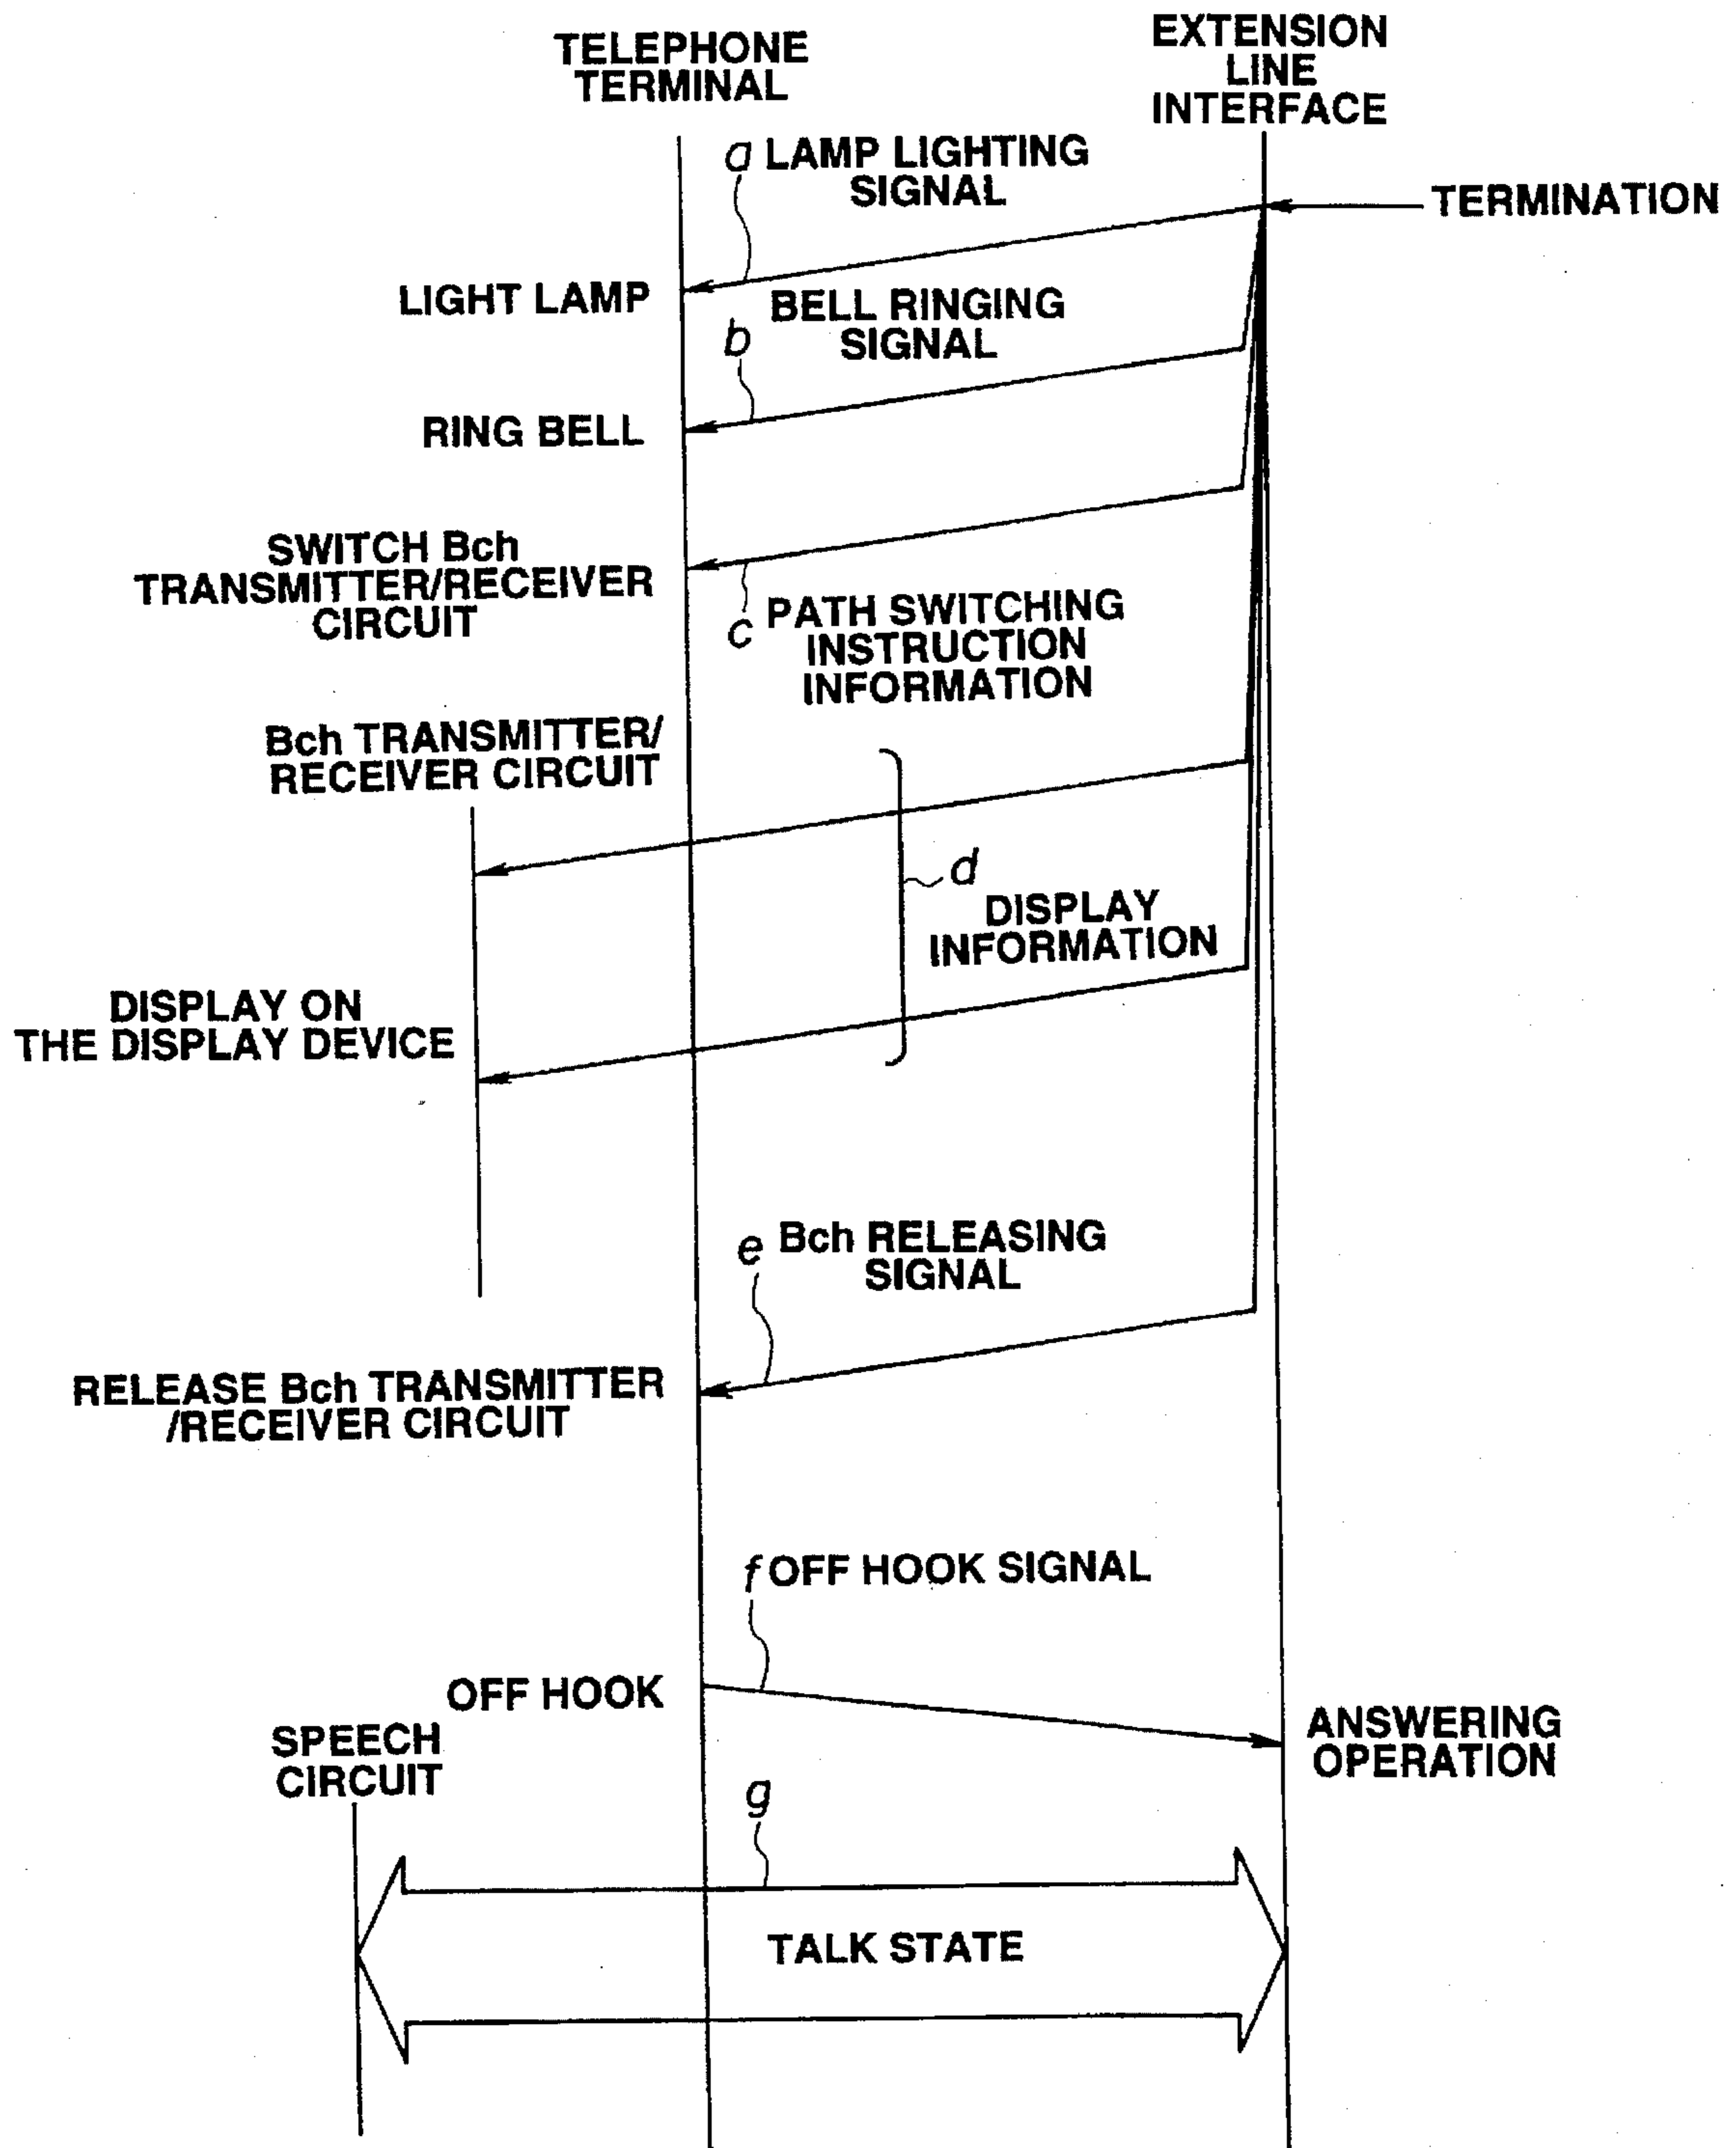 TELEPHONE
TERMINAL
EXTENSION
LINE
INTERFACE
a LAMP LIGHTING
SIGNAL
TERMINATION
LIGHT LAMP
b
BELL RINGING
SIGNAL
RING BELL
SWITCH Bch
TRANSMITTER/RECEIVER
CIRCUIT
c PATH SWITCHING
INSTRUCTION
INFORMATION
Bch TRANSMITTER/
RECEIVER CIRCUIT
d
DISPLAY
INFORMATION
DISPLAY ON
THE DISPLAY DEVICE
e Bch RELEASING
SIGNAL
RELEASE Bch TRANSMITTER
/RECEIVER CIRCUIT
f OFF HOOK SIGNAL
OFF HOOK
ANSWERING
OPERATION
SPEECH
CIRCUIT
g
TALK STATE